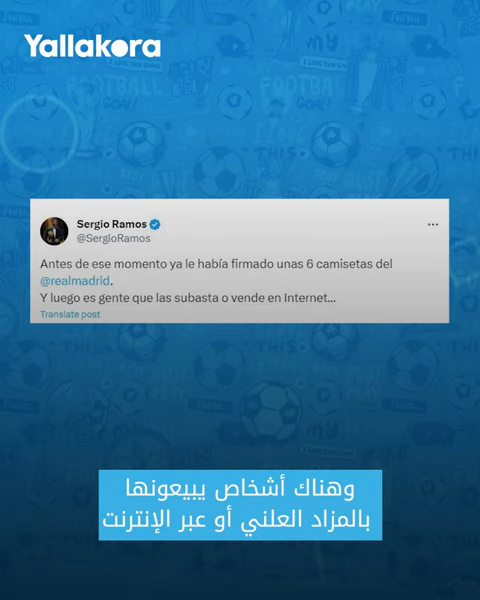 Yallakora
Sergio Ramos
@SergioRamos
Antes de ese momento ya le había firmado unas 6 camisetas del
@realmadrid.
Y luego es gente que las subasta o vende en Internet...
Translate post
وهناك أشخاص يبيعونها
بالمزاد العلني أو عبر الإنترنت